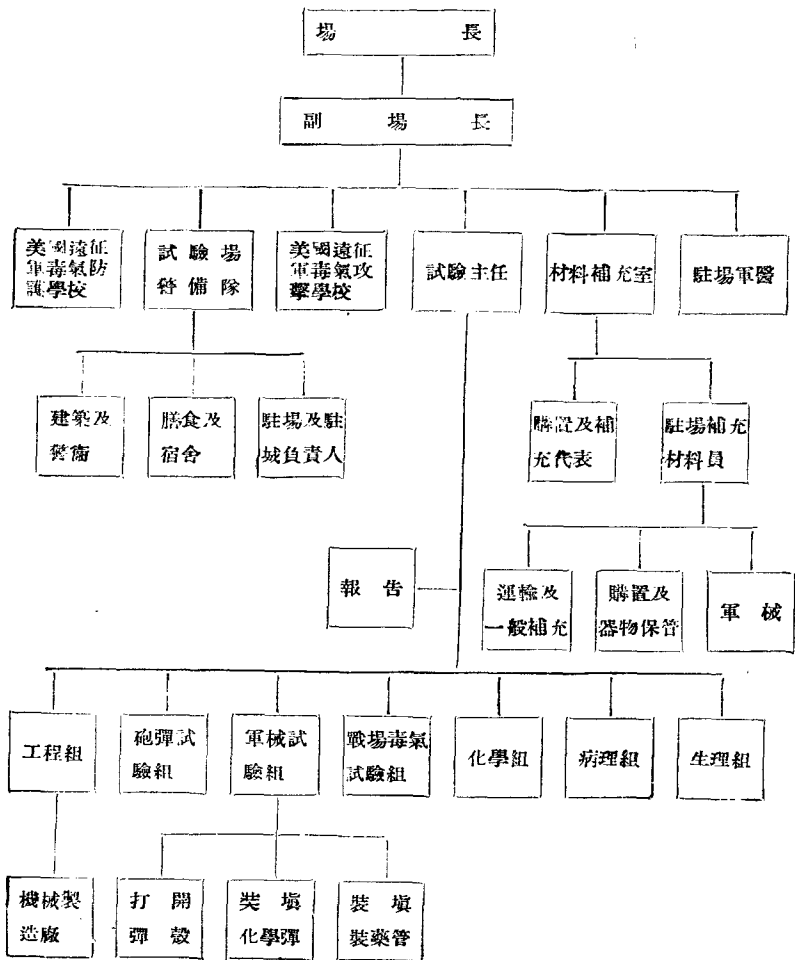 場長
副場長
美國遠征
軍毒氣防
護學校
試驗場
警備隊
美國遠征
軍毒氣攻
擊學校
試驗主任
材料補充室
駐場軍醫
建築及
警衛
膳食及
宿舍
駐場及駐
城負責人
購置及補
充代表
駐場補充
材料員
報告
運輸及
一般補充
購置及
器物保管
軍械
工程組
砲彈試
驗組
軍械試
驗組
戰場毒氣
試驗組
化學組
病理組
生理組
機械製
造廠
打開
彈殼
裝塡
化學彈
裝塡
裝藥管